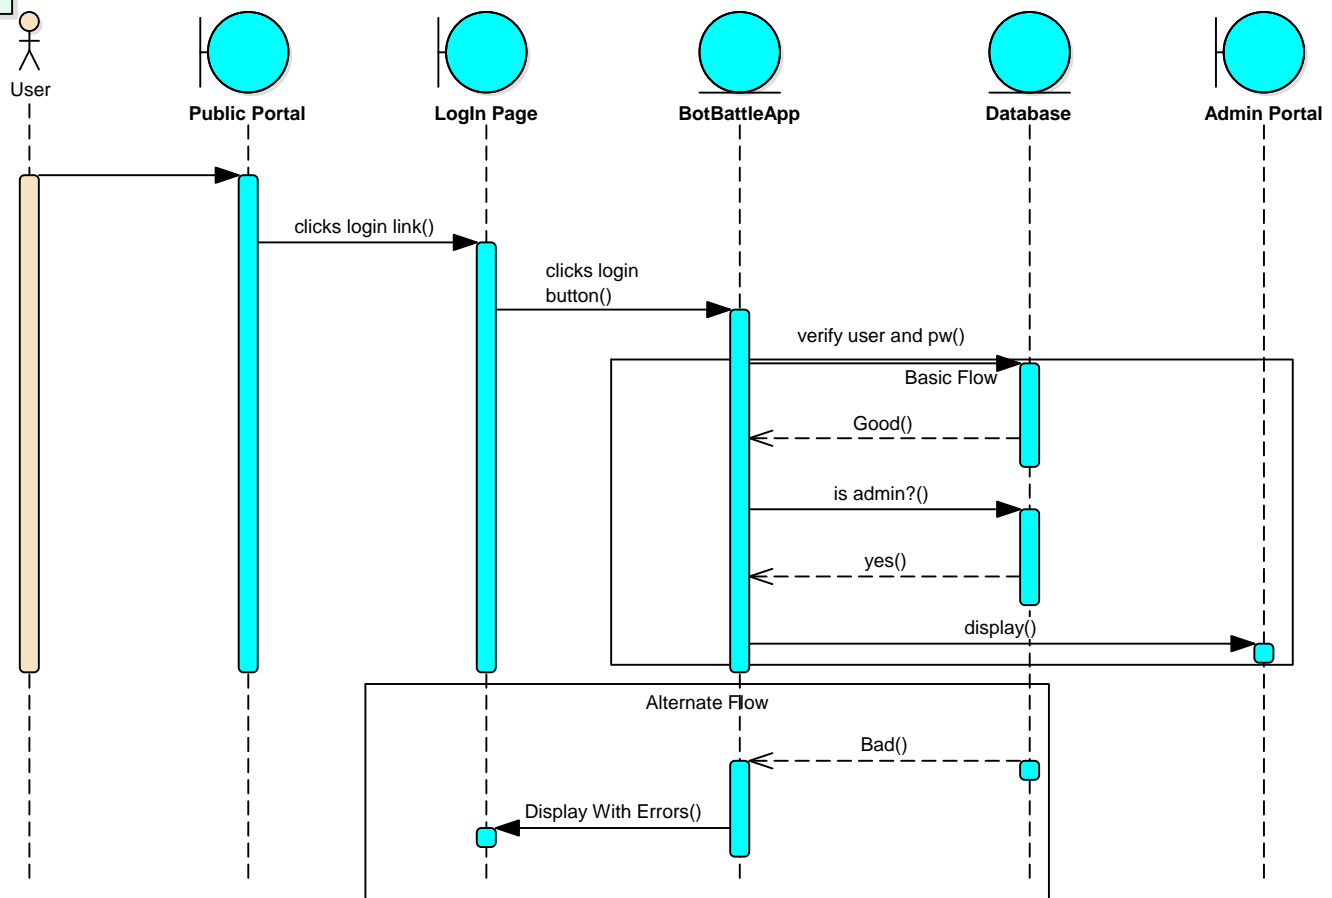 User
Public Portal
LogIn Page
BotBattleApp
Database
Admin Portal
clicks login link()
clicks login
button()
verify user and pw()
Basic Flow
Good()
is admin?()
yes()
display()
Alternate Flow
Bad()
Display With Errors()